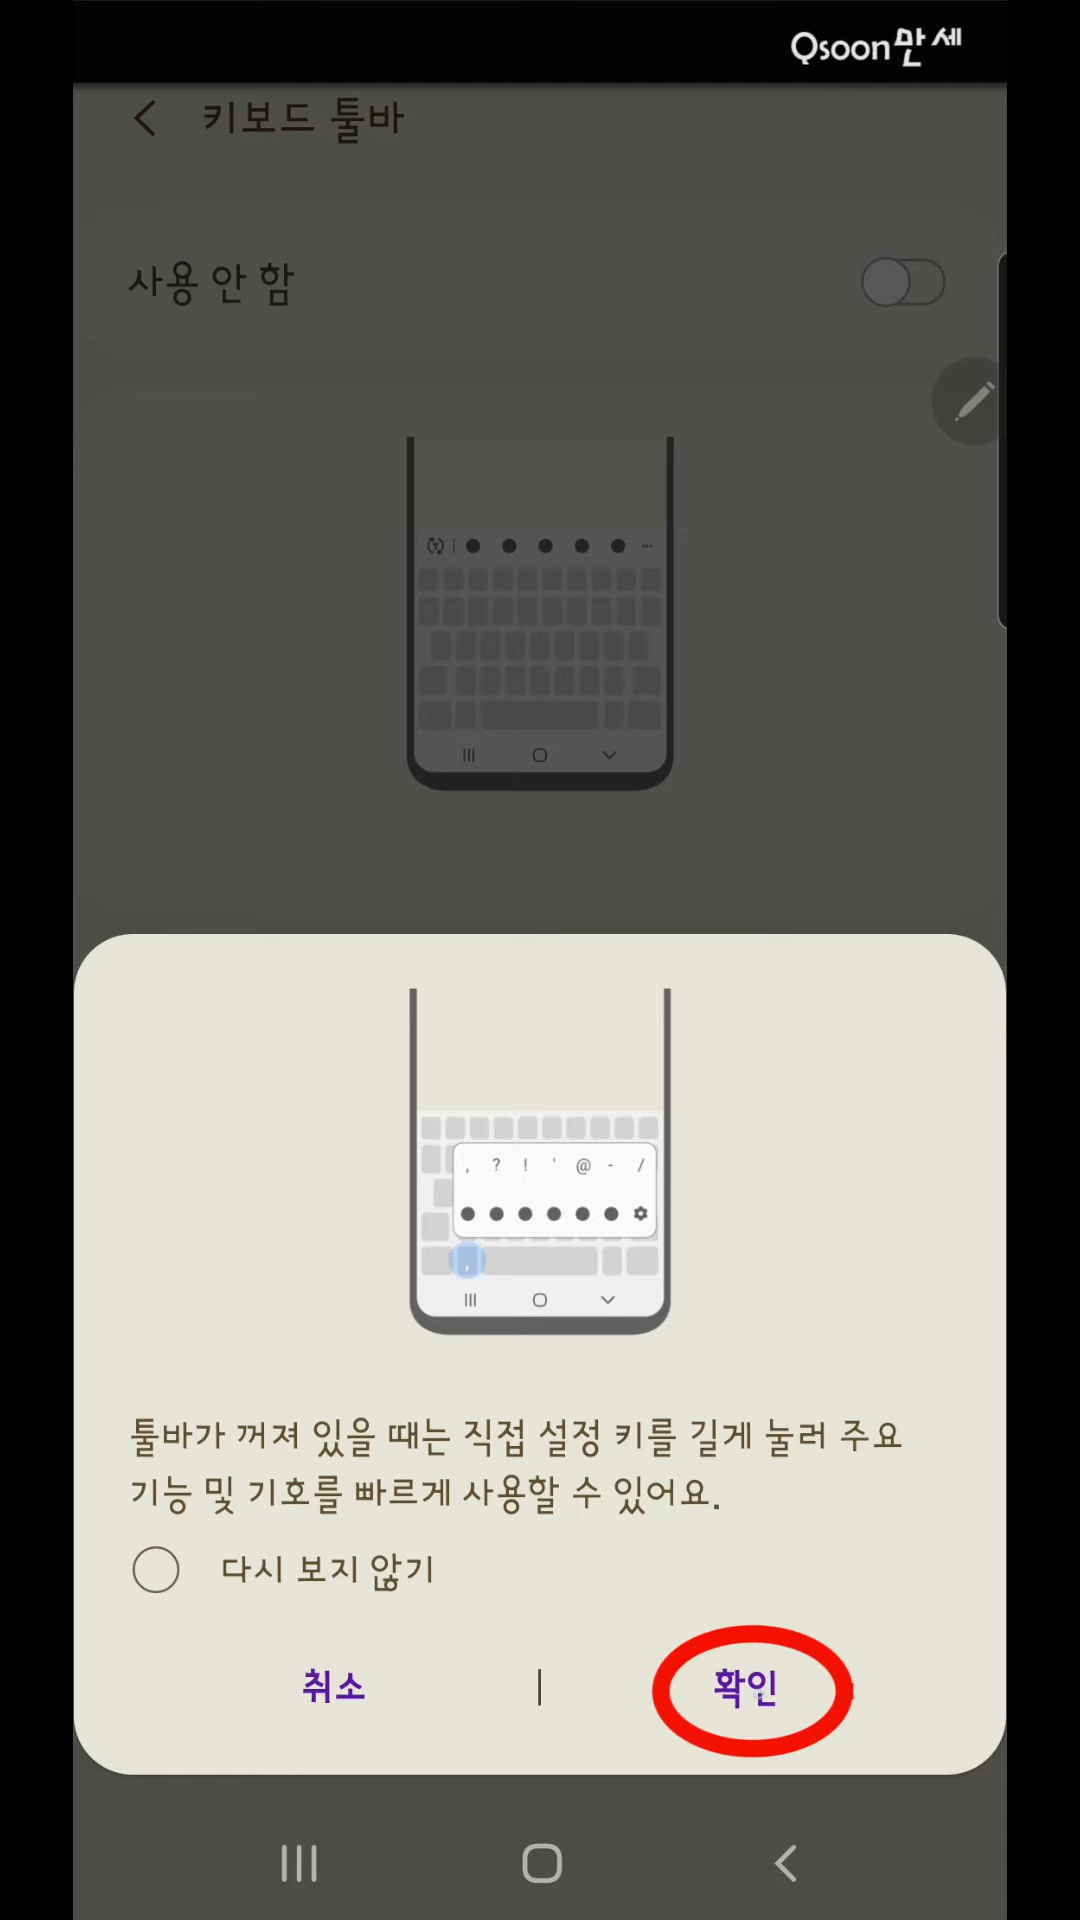 Qsoon만세
키보드 툴바
사용 안 함
, ? ! ' @ - /
,
툴바가 꺼져 있을 때는 직접 설정 키를 길게 눌러 주요
기능 및 기호를 빠르게 사용할 수 있어요.
다시 보지 않기
취소 | 확인